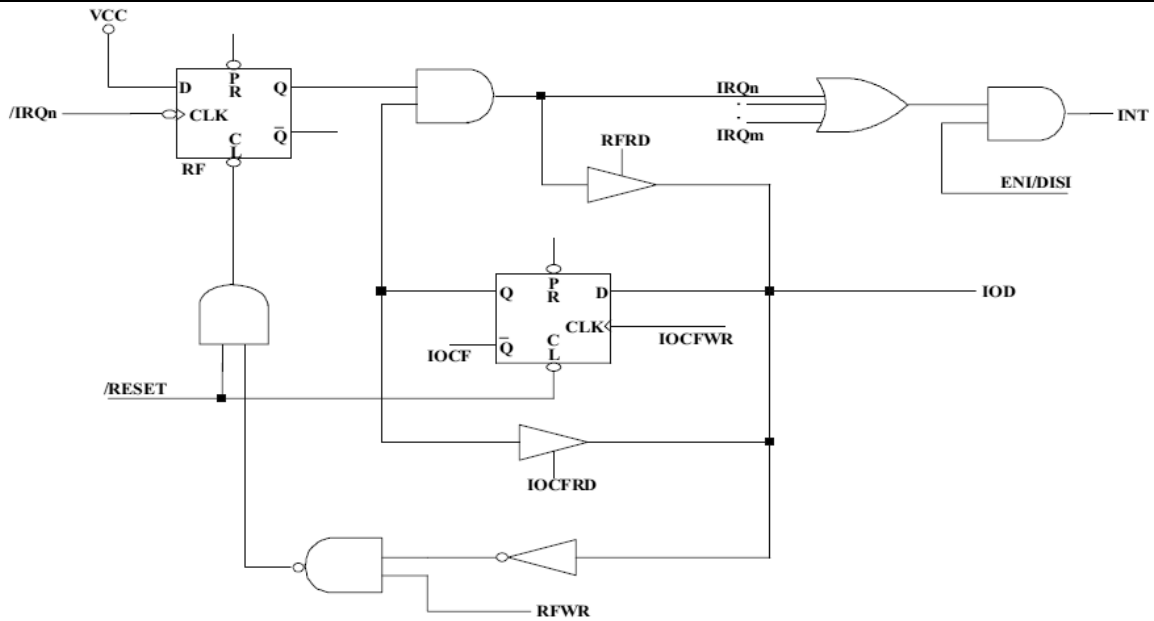 VCC
D
P
R
Q
/IRQn
CLK
C
L
Q̅
RF
IRQn
:
IRQm
INT
RFRD
ENI/DISI
Q
P
R
D
IOD
CLK
IOCFWR
IOCF
Q̅
C
L
/RESET
IOCFRD
RFWR